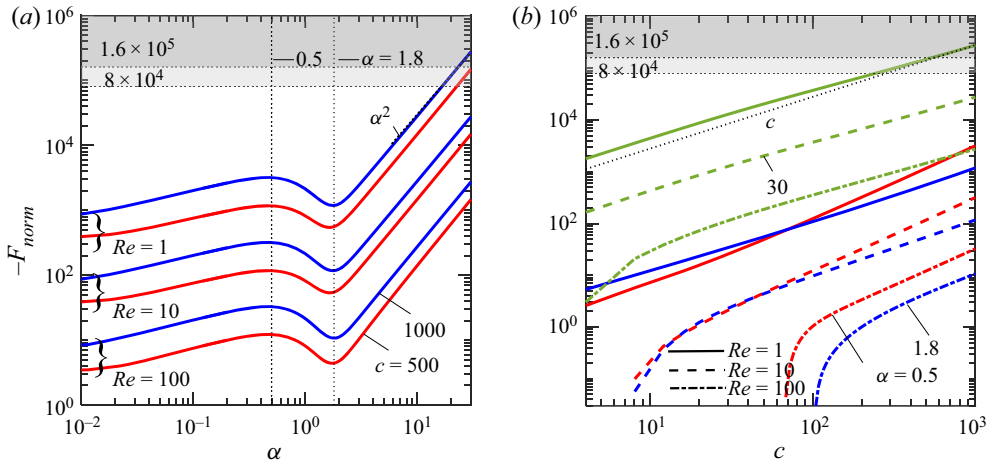 (a)
10^6
1.6 × 10^5
8 × 10^4
0.5
α = 1.8
α^2
10^4
–F_norm
} Re = 1
10^2
} Re = 10
1000
} Re = 100
c = 500
10^0
10^-2
10^-1
10^0
10^1
α
(b)
10^6
1.6 × 10^5
8 × 10^4
c
10^4
30
10^2
10^0
Re = 1
Re = 10
Re = 100
1.8
α = 0.5
10^1
10^2
10^3
c